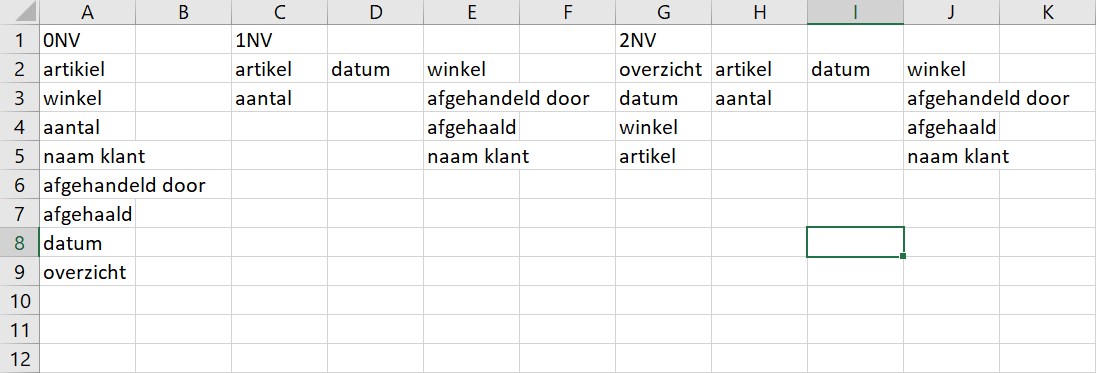 A B C D E F G H I J K
1 0NV 1NV 2NV
2 artikiel artikel datum winkel overzicht artikel datum winkel
3 winkel aantal afgehandeld door datum aantal afgehandeld door
4 aantal afgehaald winkel afgehaald
5 naam klant naam klant artikel naam klant
6 afgehandeld door
7 afgehaald
8 datum
9 overzicht
10
11
12